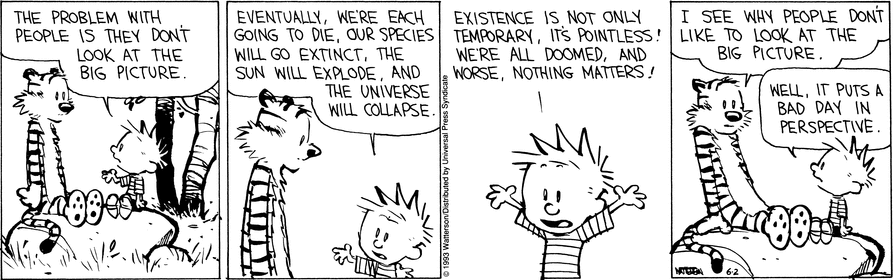 THE PROBLEM WITH
PEOPLE IS THEY DON'T
LOOK AT THE
BIG PICTURE.
EVENTUALLY, WE'RE EACH
GOING TO DIE, OUR SPECIES
WILL GO EXTINCT, THE
SUN WILL EXPLODE, AND
THE UNIVERSE
WILL COLLAPSE.
© 1993 Watterson/Distributed by Universal Press Syndicate
EXISTENCE IS NOT ONLY
TEMPORARY, IT'S POINTLESS!
WE'RE ALL DOOMED, AND
WORSE, NOTHING MATTERS!
I SEE WHY PEOPLE DON'T
LIKE TO LOOK AT THE
BIG PICTURE.
WELL, IT PUTS A
BAD DAY IN
PERSPECTIVE.
WATTERSON 6-2